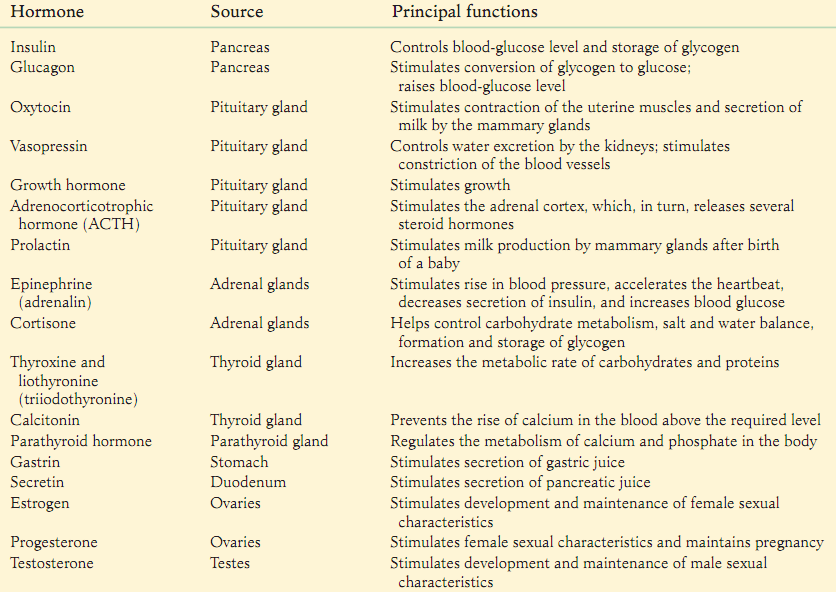 Hormone Source Principal functions
Insulin Pancreas Controls blood-glucose level and storage of glycogen
Glucagon Pancreas Stimulates conversion of glycogen to glucose;
raises blood-glucose level
Oxytocin Pituitary gland Stimulates contraction of the uterine muscles and secretion of
milk by the mammary glands
Vasopressin Pituitary gland Controls water excretion by the kidneys; stimulates
constriction of the blood vessels
Growth hormone Pituitary gland Stimulates growth
Adrenocorticotrophic Pituitary gland Stimulates the adrenal cortex, which, in turn, releases several
hormone (ACTH) steroid hormones
Prolactin Pituitary gland Stimulates milk production by mammary glands after birth
of a baby
Epinephrine Adrenal glands Stimulates rise in blood pressure, accelerates the heartbeat,
(adrenalin) decreases secretion of insulin, and increases blood glucose
Cortisone Adrenal glands Helps control carbohydrate metabolism, salt and water balance,
formation and storage of glycogen
Thyroxine and Thyroid gland Increases the metabolic rate of carbohydrates and proteins
liothyronine
(triiodothyronine)
Calcitonin Thyroid gland Prevents the rise of calcium in the blood above the required level
Parathyroid hormone Parathyroid gland Regulates the metabolism of calcium and phosphate in the body
Gastrin Stomach Stimulates secretion of gastric juice
Secretin Duodenum Stimulates secretion of pancreatic juice
Estrogen Ovaries Stimulates development and maintenance of female sexual
characteristics
Progesterone Ovaries Stimulates female sexual characteristics and maintains pregnancy
Testosterone Testes Stimulates development and maintenance of male sexual
characteristics